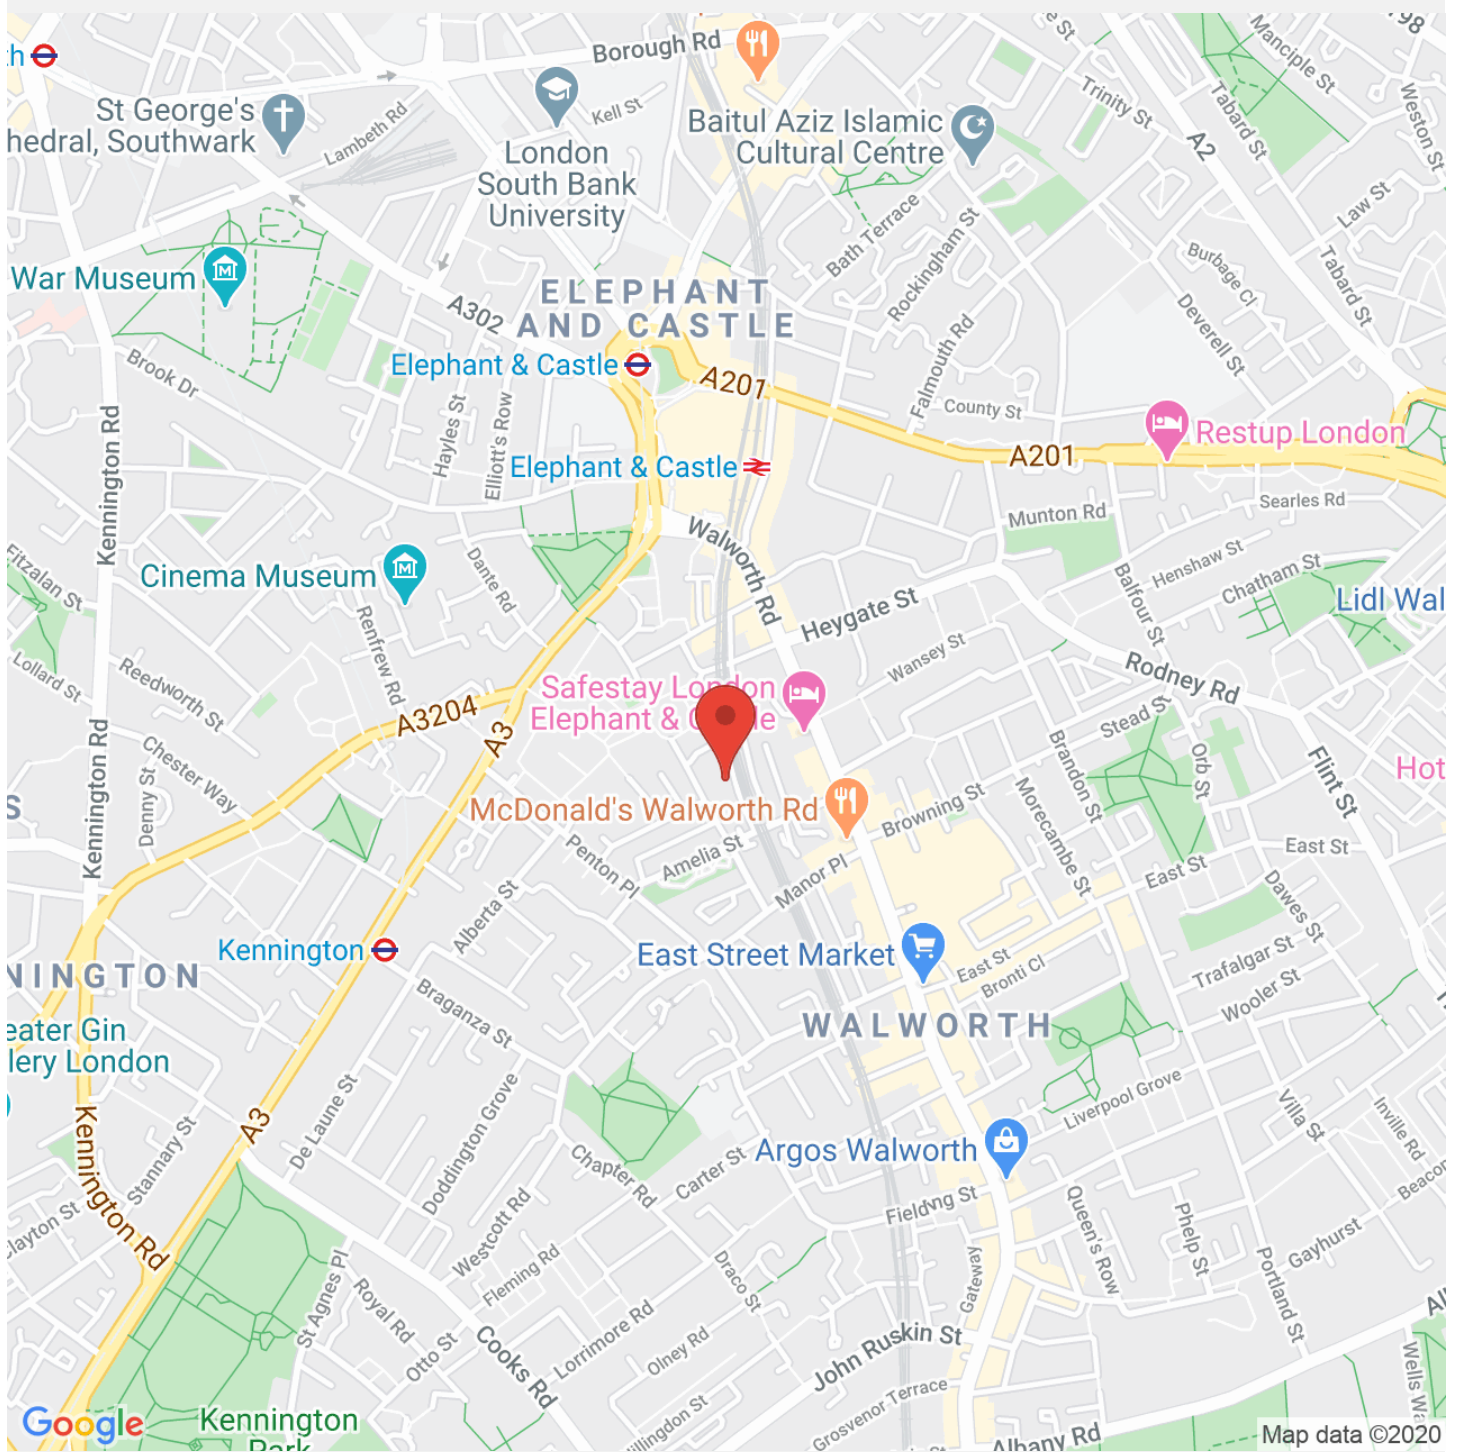 Borough Rd
St George's
hedral, Southwark
Lambeth Rd
Kell St
London
South Bank
University
Baitul Aziz Islamic
Cultural Centre
Trinity St
Manciple St
Tabard St
A2
Weston St
Law St
Bath Terrace
Rockingham St
Burbage Cl
Tabard St
War Museum
ELEPHANT
AND CASTLE
A302
Elephant & Castle
A201
Falmouth Rd
Deverell St
Brook Dr
County St
Hayles St
Elliott's Row
Kennington Rd
Restup London
A201
Elephant & Castle
Searles Rd
Munton Rd
Walworth Rd
Henshaw St
Chatham St
Balfour St
Lidl Wal
Fitzalan St
Cinema Museum
Dante Rd
Renfrew Rd
Heygate St
Wansey St
Rodney Rd
Lollard St
Reedworth St
Safestay London
Elephant & Castle
A3204
A3
Stead St
Brandon St
Orb St
Flint St
Hot
Kennington Rd
Chester Way
Denny St
S
McDonald's Walworth Rd
Browning St
Morecambe St
Penton Pl
Amelia St
Manor Pl
East St
East St
Dawes St
Alberta St
Kennington
East Street Market
East St
Bronti Cl
Trafalgar St
Wooler St
NINGTON
Braganza St
WALWORTH
eater Gin
lery London
De Laune St
Doddington Grove
Liverpool Grove
Villa St
Inville Rd
A3
Kennington Rd
Stannary St
Chapter Rd
Carter St
Argos Walworth
Beacon
Fielding St
Queen's Row
Phelp St
Westcott Rd
Fleming Rd
Draco St
Gateway
Portland St
Gayhurst
St Agnes Pl
Royal Rd
Otto St
Cooks Rd
Lorrimore Rd
Olney Rd
John Ruskin St
Grosvenor Terrace
Google
Kennington
Park
Albany Rd
Map data ©2020